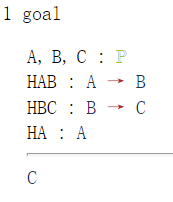 1 goal
A, B, C : ℙ
HAB : A → B
HBC : B → C
HA : A
C